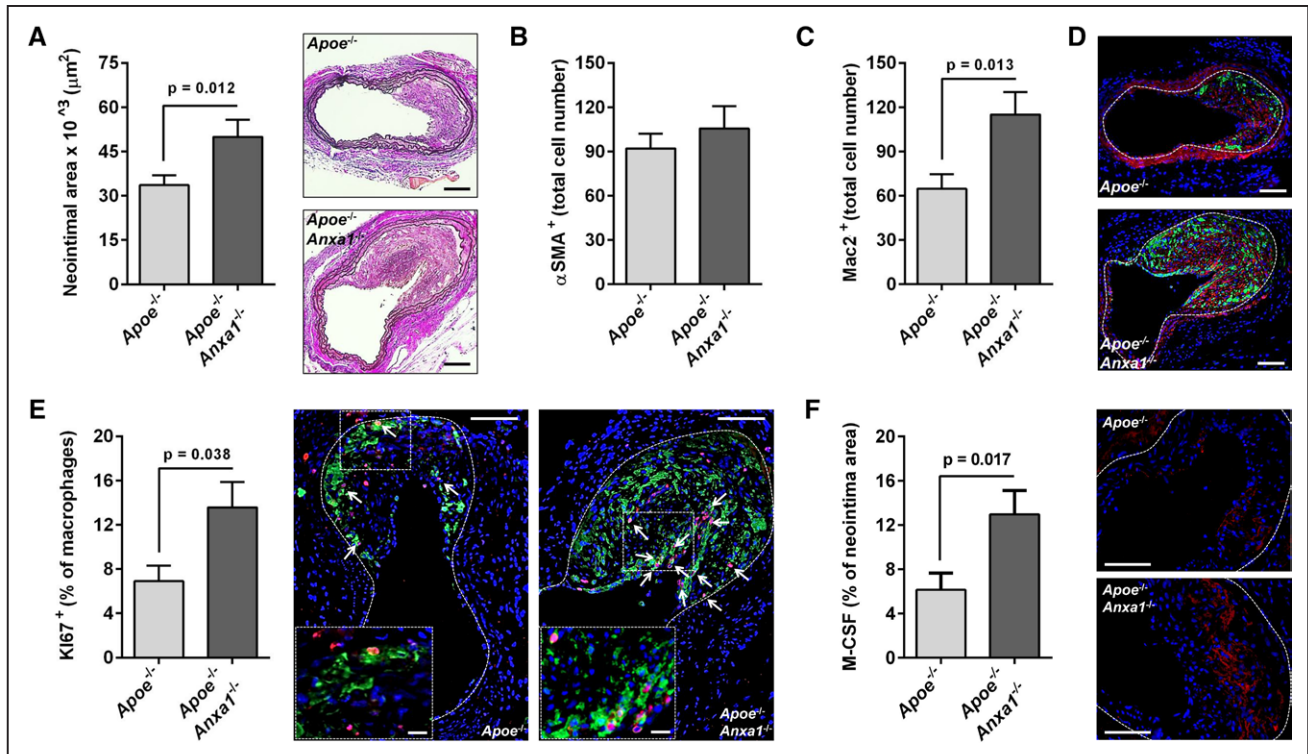 A
Neointimal area x 10^3 (μm2)
75
60
45
30
15
0
p = 0.012
Apoe-/-
Apoe-/-
Anxa1-/-
Apoe-/-
Apoe-/-
Anxa1-/-
B
αSMA + (total cell number)
150
120
90
60
30
0
Apoe-/-
Apoe-/-
Anxa1-/-
C
Mac2 + (total cell number)
150
120
90
60
30
0
p = 0.013
Apoe-/-
Apoe-/-
Anxa1-/-
D
Apoe-/-
Apoe-/-
Anxa1-/-
E
KI67 + (% of macrophages)
20
16
12
8
4
0
p = 0.038
Apoe-/-
Apoe-/-
Anxa1-/-
Apoe-/-
Apoe-/-
Anxa1-/-
F
M-CSF (% of neointima area)
20
16
12
8
4
0
p = 0.017
Apoe-/-
Apoe-/-
Anxa1-/-
Apoe-/-
Apoe-/-
Anxa1-/-